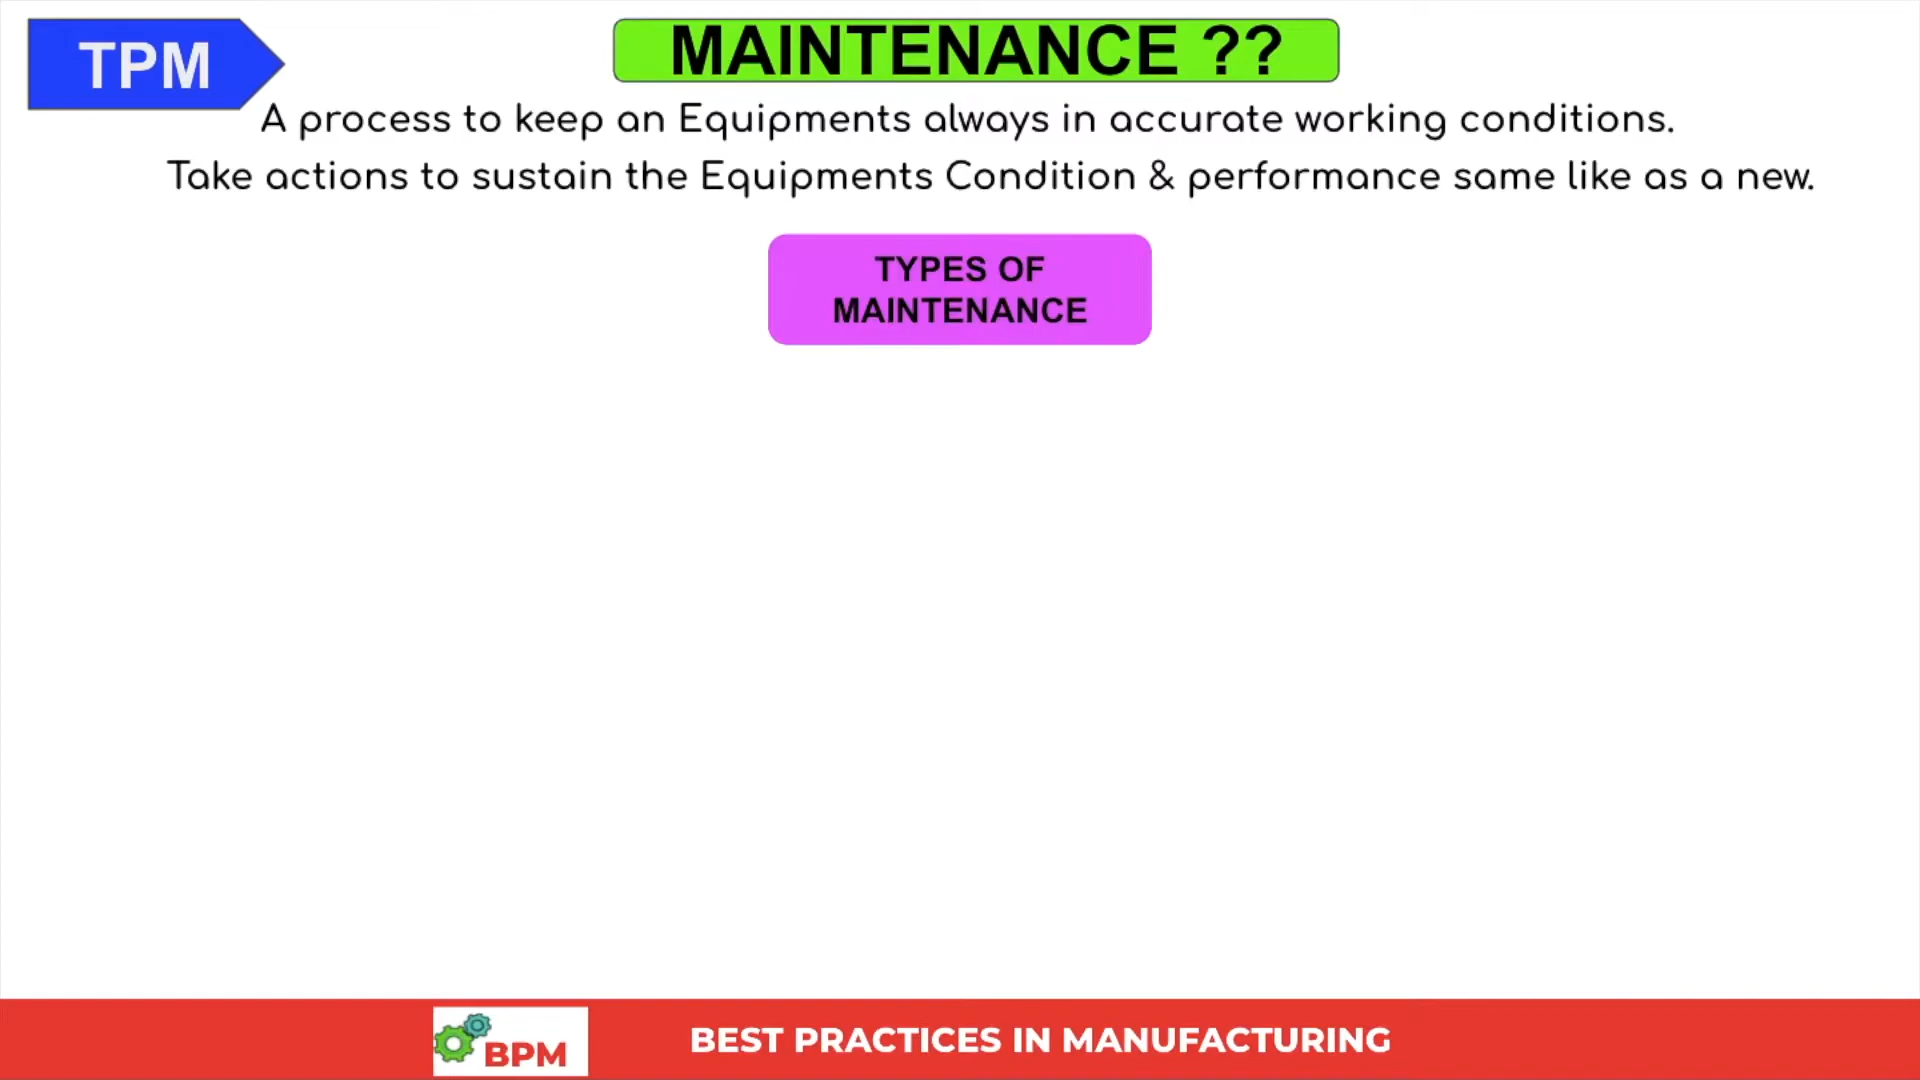 TPM
MAINTENANCE ??
A process to keep an Equipments always in accurate working conditions.
Take actions to sustain the Equipments Condition & performance same like as a new.
TYPES OF
MAINTENANCE
BPM
BEST PRACTICES IN MANUFACTURING